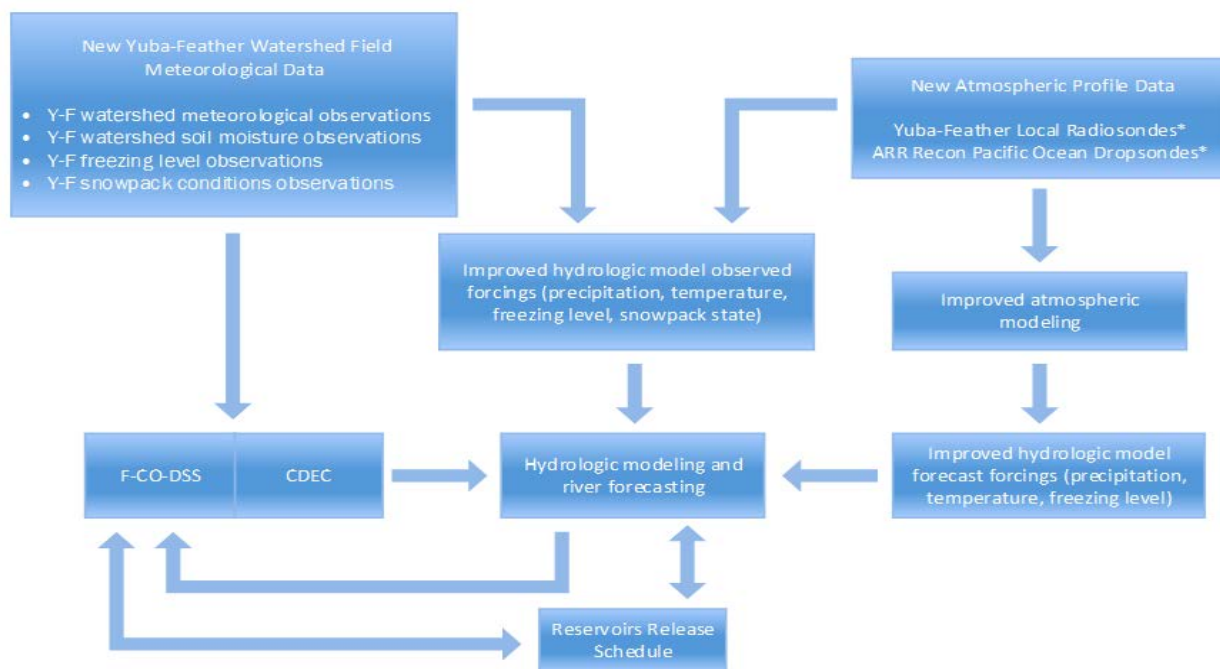 New Yuba-Feather Watershed Field
Meteorological Data
• Y-F watershed meteorological observations
• Y-F watershed soil moisture observations
• Y-F freezing level observations
• Y-F snowpack conditions observations
New Atmospheric Profile Data
Yuba-Feather Local Radiosondes*
ARR Recon Pacific Ocean Dropsondes*
Improved hydrologic model observed
forcings (precipitation, temperature,
freezing level, snowpack state)
Improved atmospheric
modeling
F-CO-DSS
CDEC
Hydrologic modeling and
river forecasting
Improved hydrologic model
forecast forcings (precipitation,
temperature, freezing level)
Reservoirs Release
Schedule